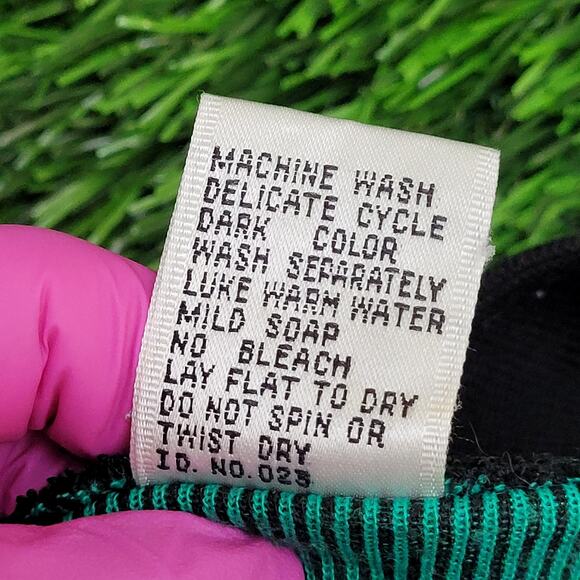 MACHINE WASH
DELICATE CYCLE
DARK COLOR
WASH SEPARATELY
LUKE WARM WATER
MILD SOAP
NO BLEACH
LAY FLAT TO DRY
DO NOT SPIN OR
TWIST DRY
ID. NO. 023